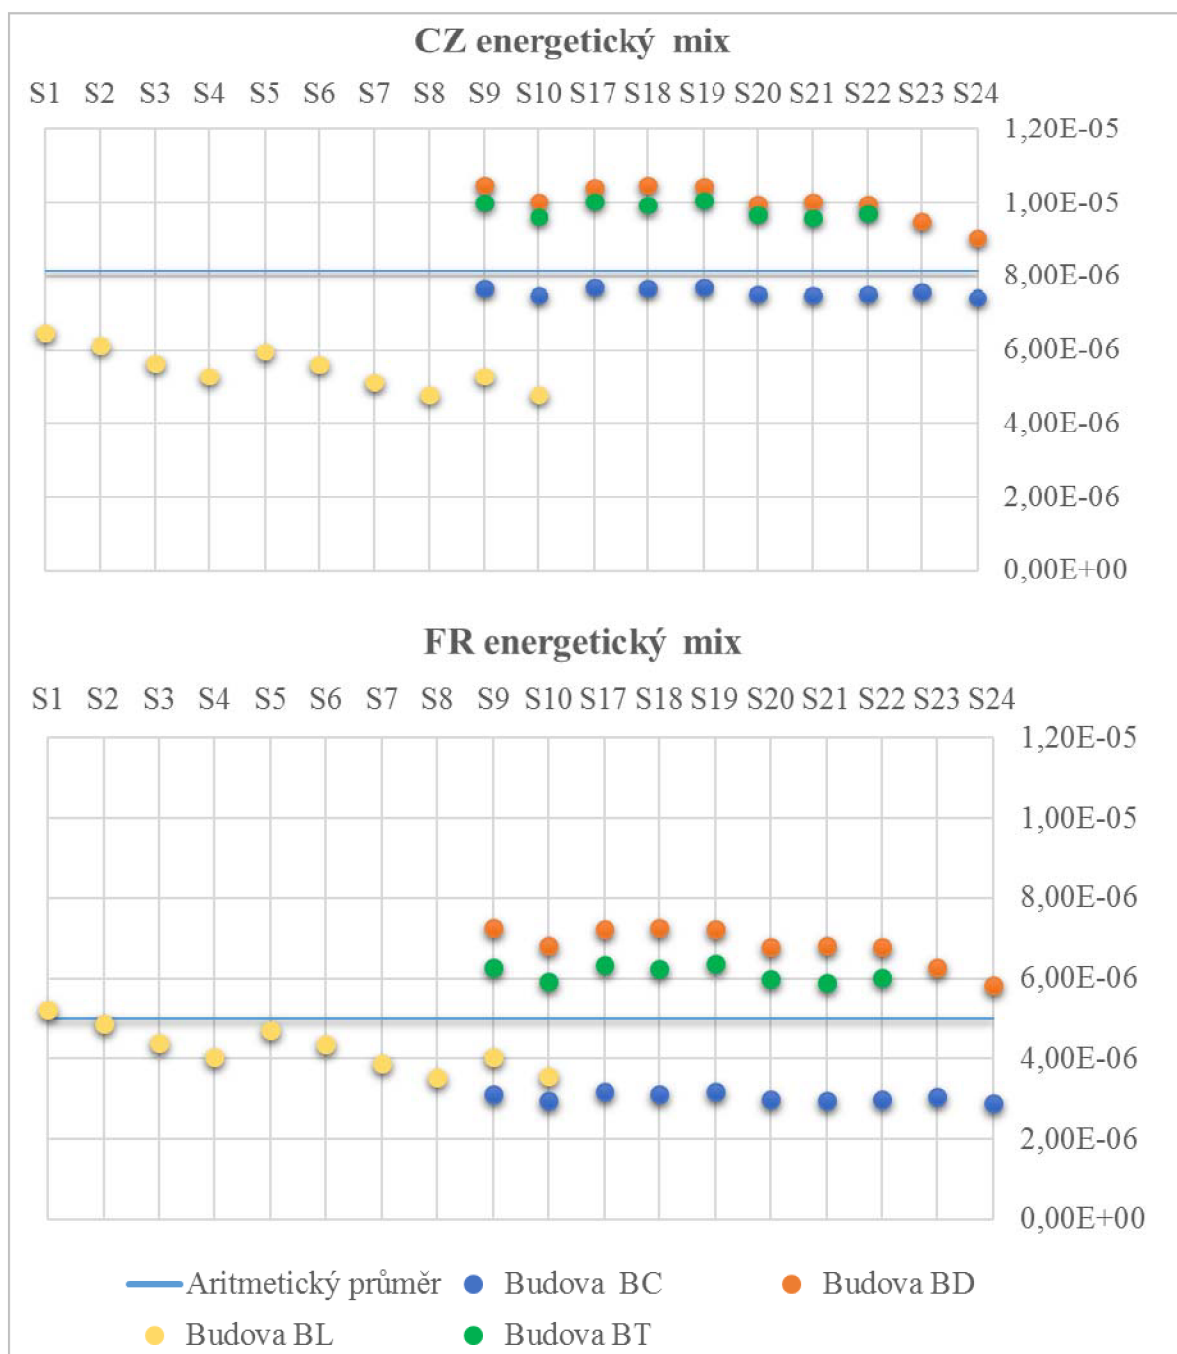 CZ energetický mix
S1 S2 S3 S4 S5 S6 S7 S8 S9 S10 S17 S18 S19 S20 S21 S22 S23 S24
1,20E-05
1,00E-05
8,00E-06
6,00E-06
4,00E-06
2,00E-06
0,00E+00
FR energetický mix
S1 S2 S3 S4 S5 S6 S7 S8 S9 S10 S17 S18 S19 S20 S21 S22 S23 S24
1,20E-05
1,00E-05
8,00E-06
6,00E-06
4,00E-06
2,00E-06
0,00E+00
Aritmetický průměr Budova BC Budova BD
Budova BL Budova BT